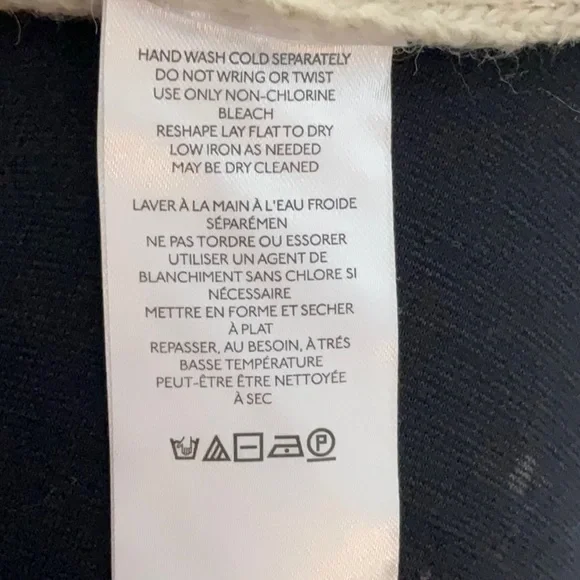 HAND WASH COLD SEPARATELY
DO NOT WRING OR TWIST
USE ONLY NON-CHLORINE
BLEACH
RESHAPE LAY FLAT TO DRY
LOW IRON AS NEEDED
MAY BE DRY CLEANED
LAVER À LA MAIN À L'EAU FROIDE
SÉPARÉMEN
NE PAS TORDRE OU ESSORER
UTILISER UN AGENT DE
BLANCHIMENT SANS CHLORE SI
NÉCESSAIRE
METTRE EN FORME ET SECHER
À PLAT
REPASSER, AU BESOIN, À TRÉS
BASSE TEMPÉRATURE
PEUT-ÊTRE ÊTRE NETTOYÉE
À SEC
P